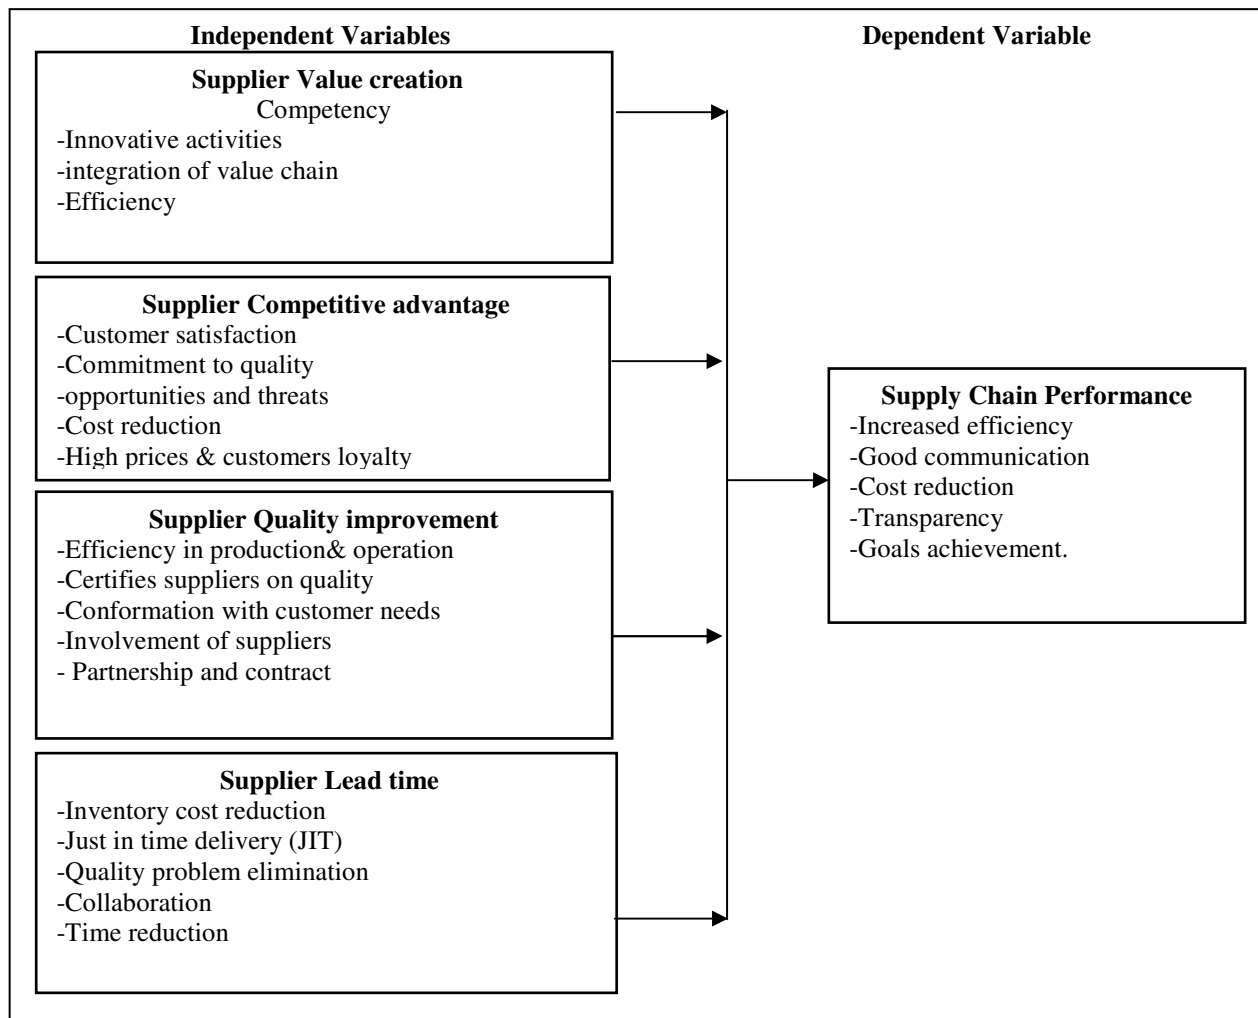 Independent Variables
Dependent Variable
Supplier Value creation
Competency
-Innovative activities
-integration of value chain
-Efficiency
Supplier Competitive advantage
-Customer satisfaction
-Commitment to quality
-opportunities and threats
-Cost reduction
-High prices & customers loyalty
Supplier Quality improvement
-Efficiency in production& operation
-Certifies suppliers on quality
-Conformation with customer needs
-Involvement of suppliers
- Partnership and contract
Supplier Lead time
-Inventory cost reduction
-Just in time delivery (JIT)
-Quality problem elimination
-Collaboration
-Time reduction
Supply Chain Performance
-Increased efficiency
-Good communication
-Cost reduction
-Transparency
-Goals achievement.